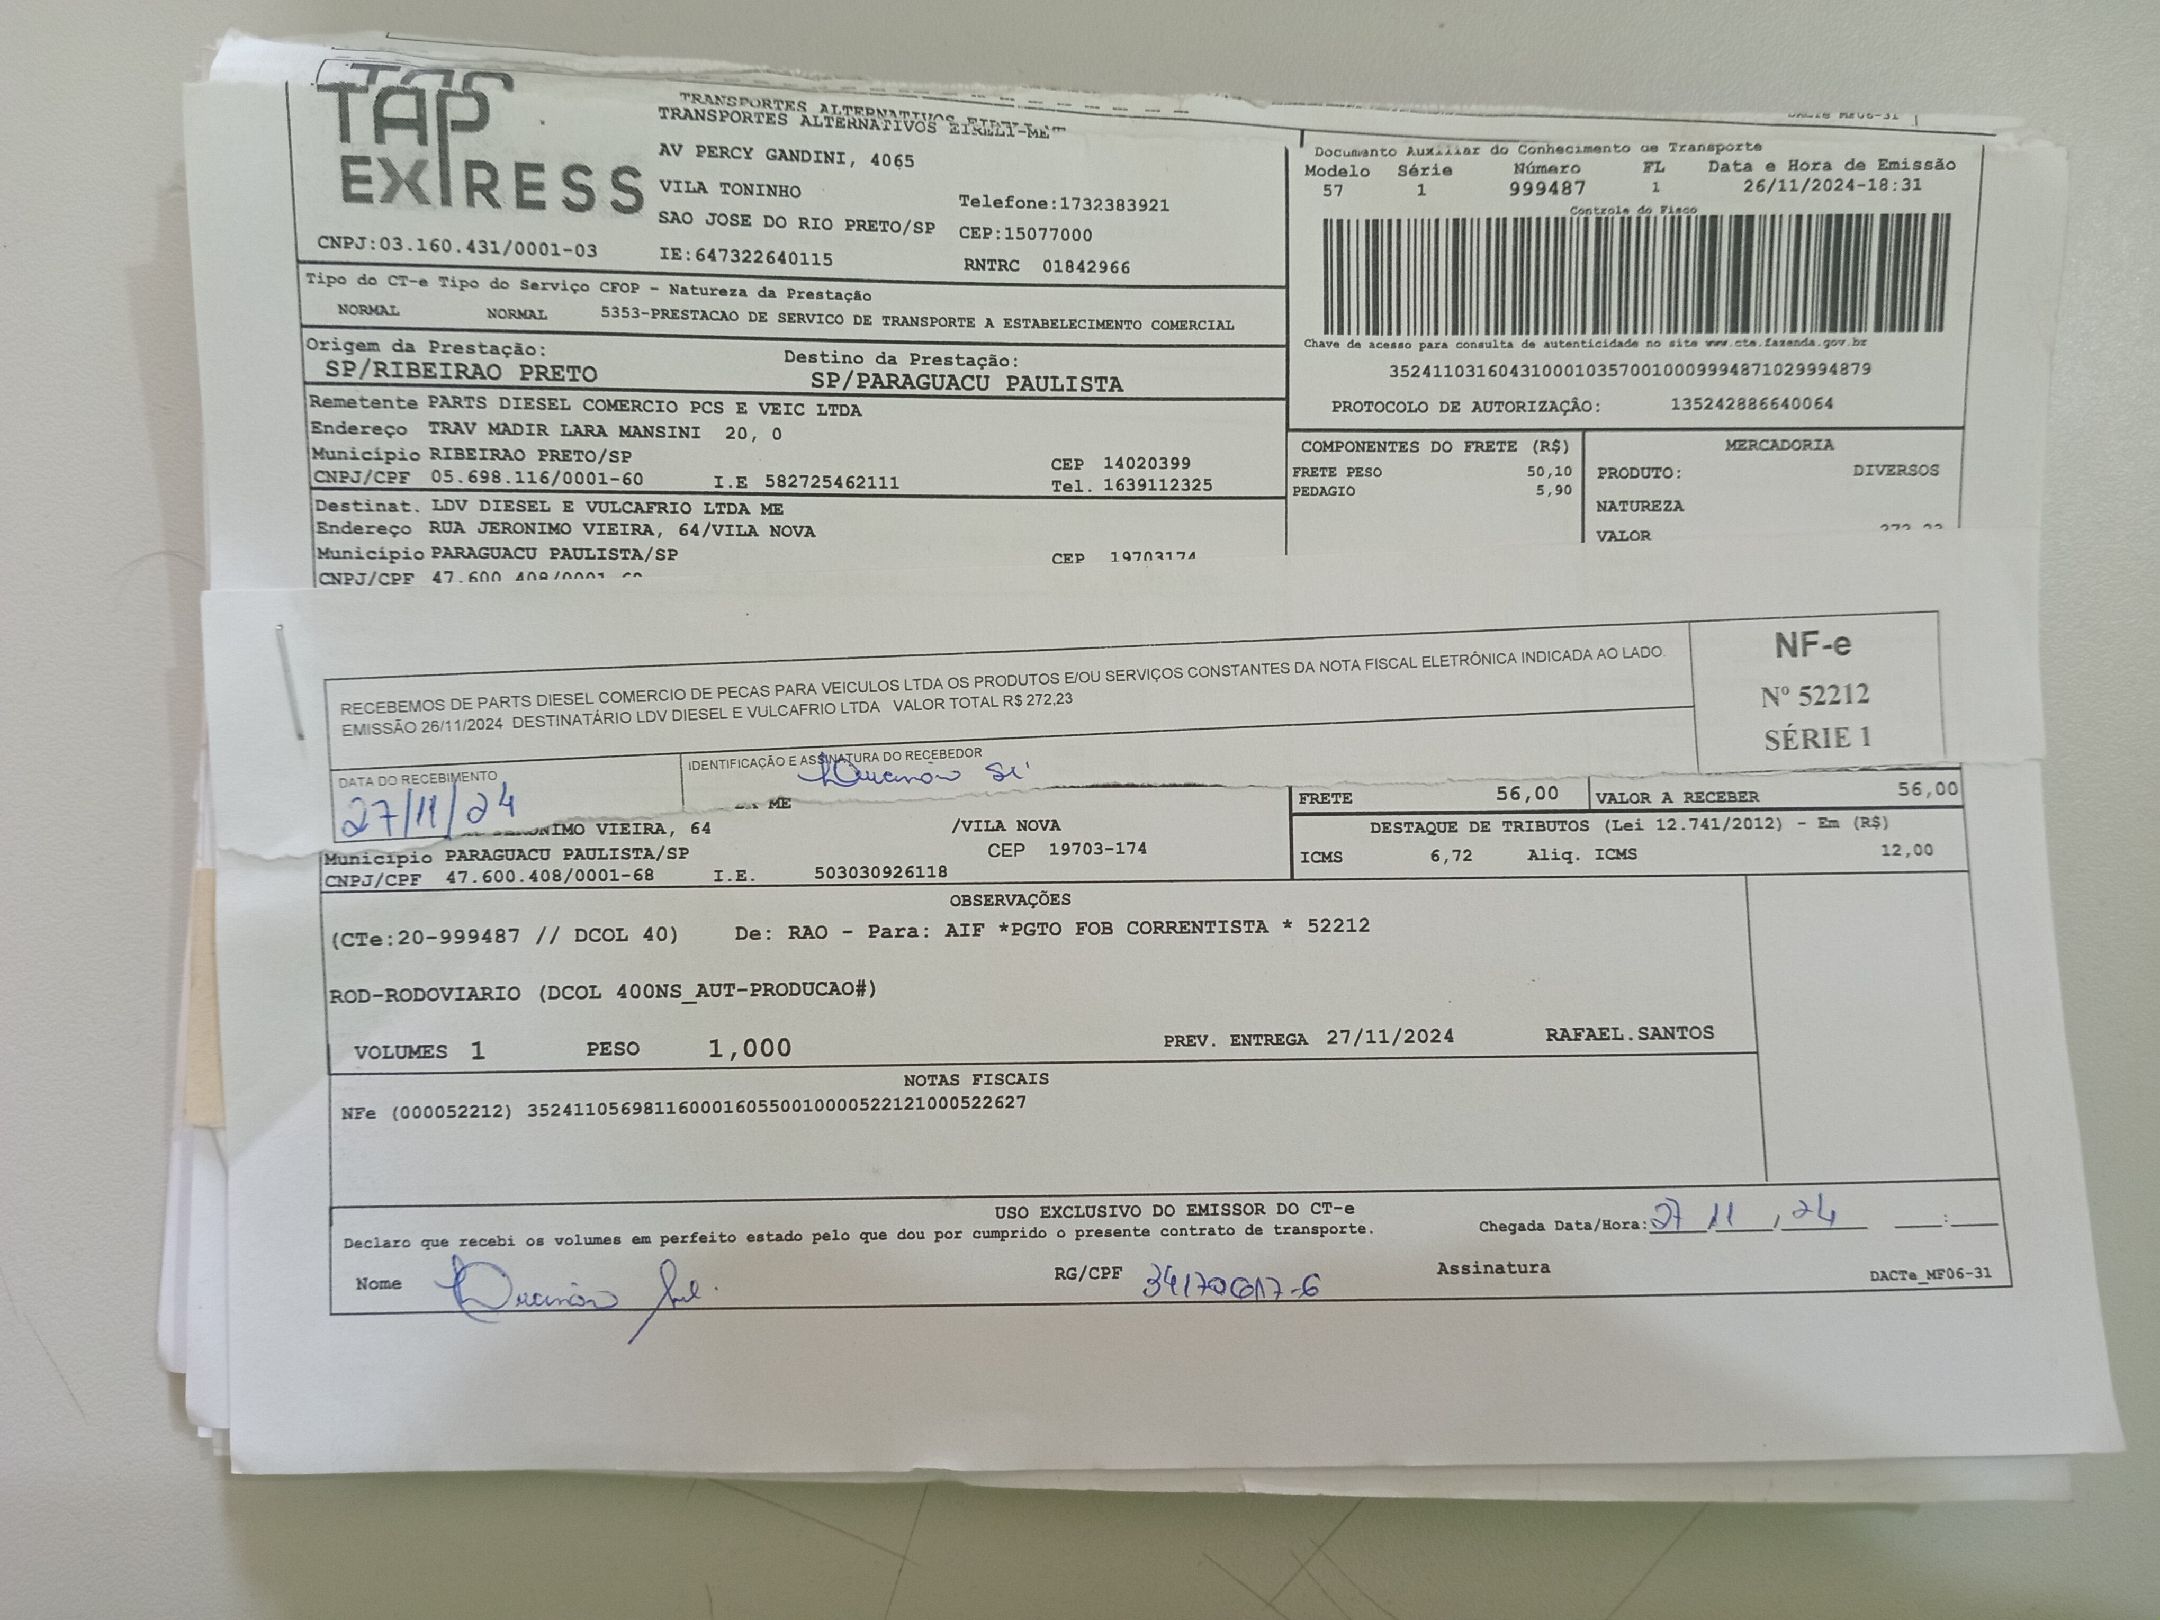 TAP
EXPRESS
TRANSPORTES ALTERNATIVOS
TRANSPORTES ALTERNATIVOS EIRELI-ME
AV PERCY GANDINI, 4065
VILA TONINHO
Telefone:1732383921
SAO JOSE DO RIO PRETO/SP CEP:15077000
CNPJ:03.160.431/0001-03 IE:647322640115 RNTRC 01842966
Documento Auxiliar do Conhecimento de Transporte
Modelo Série Número FL Data e Hora de Emissão
57 1 999487 1 26/11/2024-18:31
Controle do Fisco
Chave de acesso para consulta de autenticidade no site www.cte.fazenda.gov.br
35241103160431000103570010009994871029994879
PROTOCOLO DE AUTORIZAÇÃO: 135242886640064
Tipo do CT-e Tipo do Serviço CFOP - Natureza da Prestação
NORMAL NORMAL 5353-PRESTACAO DE SERVICO DE TRANSPORTE A ESTABELECIMENTO COMERCIAL
Origem da Prestação: Destino da Prestação:
SP/RIBEIRAO PRETO SP/PARAGUACU PAULISTA
Remetente PARTS DIESEL COMERCIO PCS E VEIC LTDA
Endereço TRAV MADIR LARA MANSINI 20, 0
Município RIBEIRAO PRETO/SP CEP 14020399
CNPJ/CPF 05.698.116/0001-60 I.E 582725462111 Tel. 1639112325
COMPONENTES DO FRETE (R$) MERCADORIA
FRETE PESO 50,10 PRODUTO: DIVERSOS
PEDAGIO 5,90
NATUREZA
VALOR
Destinat. LDV DIESEL E VULCAFRIO LTDA ME
Endereço RUA JERONIMO VIEIRA, 64/VILA NOVA
Município PARAGUACU PAULISTA/SP CEP 19703174
CNPJ/CPF 47.600
RECEBEMOS DE PARTS DIESEL COMERCIO DE PECAS PARA VEICULOS LTDA OS PRODUTOS E/OU SERVIÇOS CONSTANTES DA NOTA FISCAL ELETRÔNICA INDICADA AO LADO.
EMISSÃO 26/11/2024 DESTINATÁRIO LDV DIESEL E VULCAFRIO LTDA VALOR TOTAL R$ 272,23
NF-e
Nº 52212
SÉRIE 1
DATA DO RECEBIMENTO IDENTIFICAÇÃO E ASSINATURA DO RECEBEDOR
27/11/24
ME
VIEIRA, 64 /VILA NOVA
Município PARAGUACU PAULISTA/SP CEP 19703-174
CNPJ/CPF 47.600.408/0001-68 I.E. 503030926118
FRETE 56,00 VALOR A RECEBER 56,00
DESTAQUE DE TRIBUTOS (Lei 12.741/2012) - Em (R$)
ICMS 6,72 Aliq. ICMS 12,00
OBSERVAÇÕES
(CTe:20-999487 // DCOL 40) De: RAO - Para: AIF *PGTO FOB CORRENTISTA * 52212
ROD-RODOVIARIO (DCOL 400NS_AUT-PRODUCAO#)
VOLUMES 1 PESO 1,000 PREV. ENTREGA 27/11/2024 RAFAEL.SANTOS
NOTAS FISCAIS
NFe (000052212) 35241105698116000160550010000522121000522627
USO EXCLUSIVO DO EMISSOR DO CT-e
Declaro que recebi os volumes em perfeito estado pelo que dou por cumprido o presente contrato de transporte.
Chegada Data/Hora: 27/11/24 :
Nome RG/CPF 34170617-6 Assinatura
DACTe_MF06-31